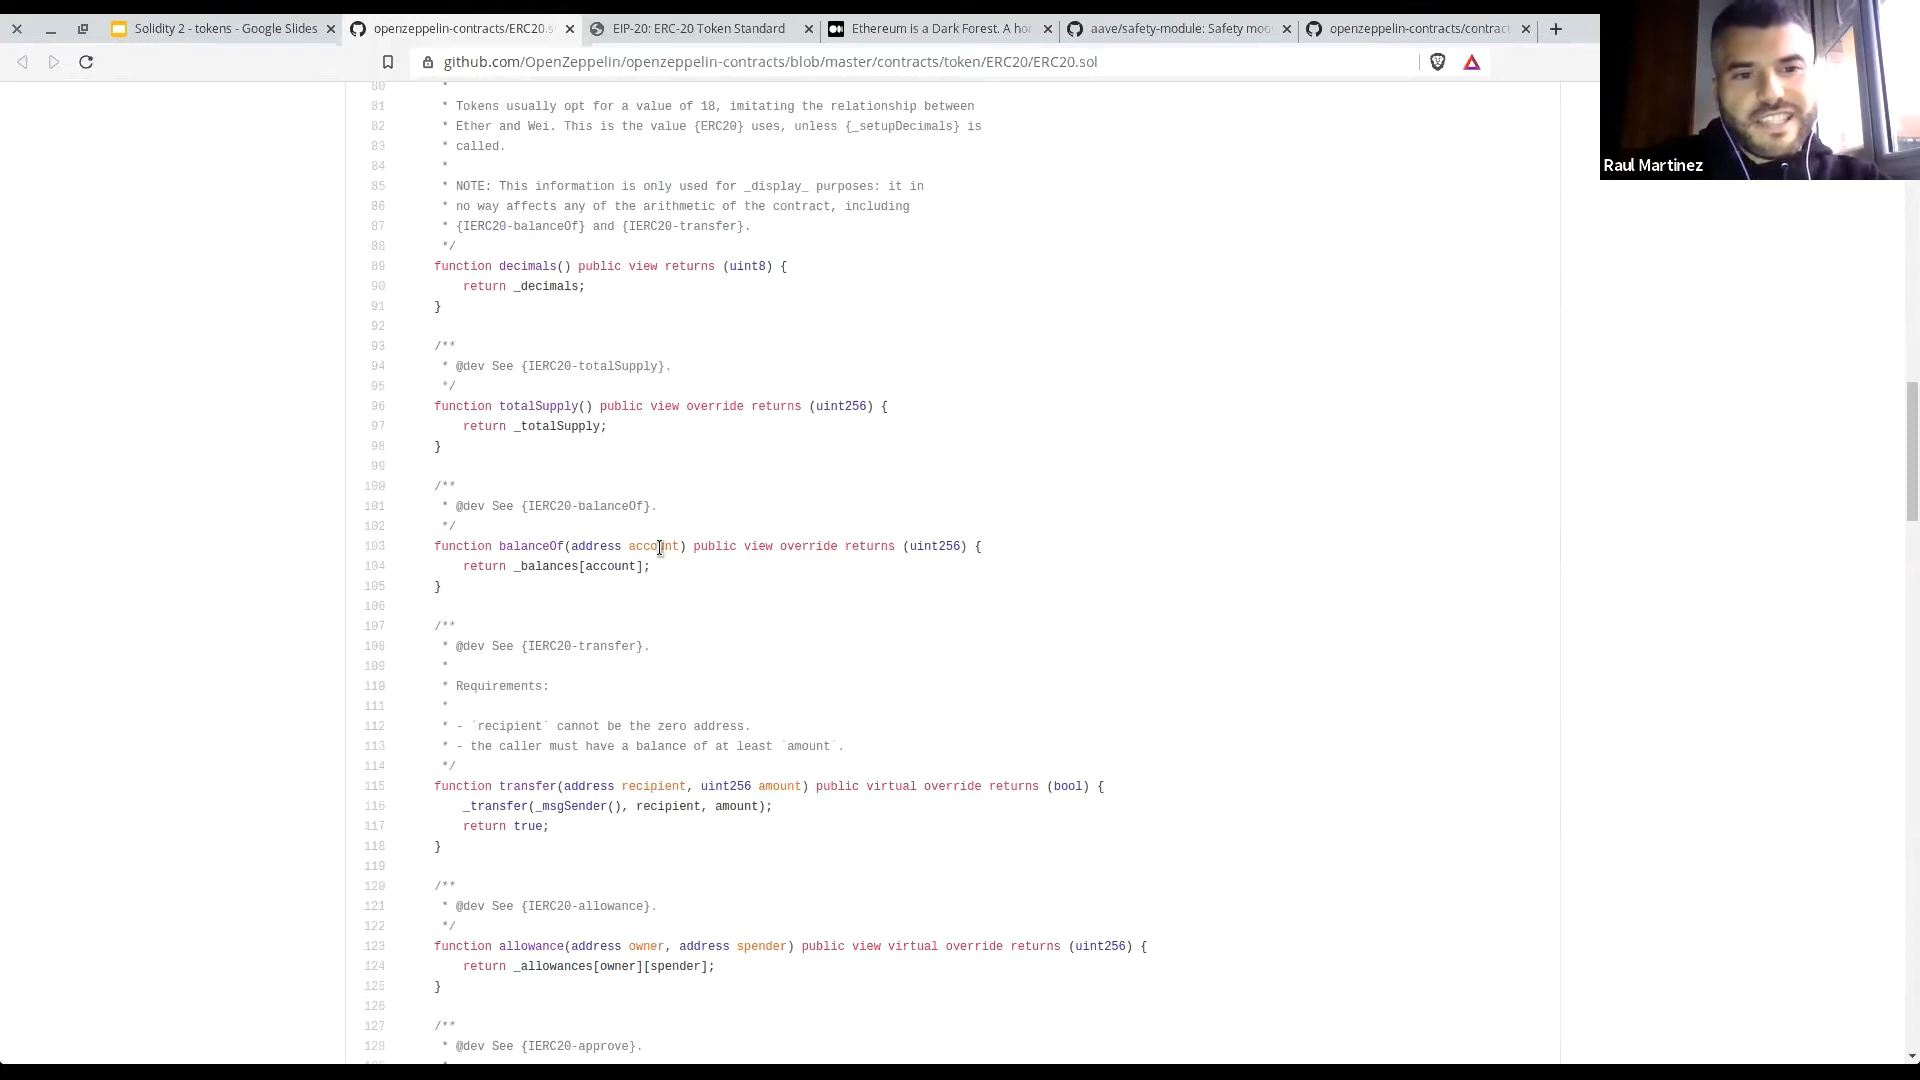 Solidity 2 - tokens - Google Slides
openzeppelin-contracts/ERC20.s
EIP-20: ERC-20 Token Standard
Ethereum is a Dark Forest. A ho
aave/safety-module: Safety mo
openzeppelin-contracts/contract
github.com/OpenZeppelin/openzeppelin-contracts/blob/master/contracts/token/ERC20/ERC20.sol
Raul Martinez
80 *
81 * Tokens usually opt for a value of 18, imitating the relationship between
82 * Ether and Wei. This is the value {ERC20} uses, unless {_setupDecimals} is
83 * called.
84 *
85 * NOTE: This information is only used for _display_ purposes: it in
86 * no way affects any of the arithmetic of the contract, including
87 * {IERC20-balanceOf} and {IERC20-transfer}.
88 */
89 function decimals() public view returns (uint8) {
90 return _decimals;
91 }
92
93 /**
94 * @dev See {IERC20-totalSupply}.
95 */
96 function totalSupply() public view override returns (uint256) {
97 return _totalSupply;
98 }
99
100 /**
101 * @dev See {IERC20-balanceOf}.
102 */
103 function balanceOf(address account) public view override returns (uint256) {
104 return _balances[account];
105 }
106
107 /**
108 * @dev See {IERC20-transfer}.
109 *
110 * Requirements:
111 *
112 * - `recipient` cannot be the zero address.
113 * - the caller must have a balance of at least `amount`.
114 */
115 function transfer(address recipient, uint256 amount) public virtual override returns (bool) {
116 _transfer(_msgSender(), recipient, amount);
117 return true;
118 }
119
120 /**
121 * @dev See {IERC20-allowance}.
122 */
123 function allowance(address owner, address spender) public view virtual override returns (uint256) {
124 return _allowances[owner][spender];
125 }
126
127 /**
128 * @dev See {IERC20-approve}.